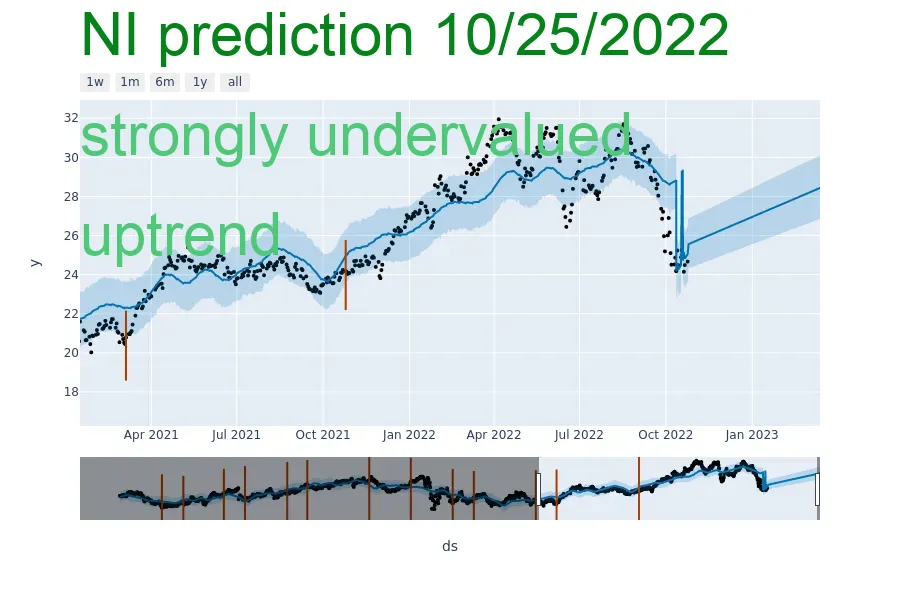 NI prediction 10/25/2022
1w 1m 6m 1y all
strongly undervalued
uptrend
32
30
28
26
24
22
20
18
y
Apr 2021 Jul 2021 Oct 2021 Jan 2022 Apr 2022 Jul 2022 Oct 2022 Jan 2023
ds